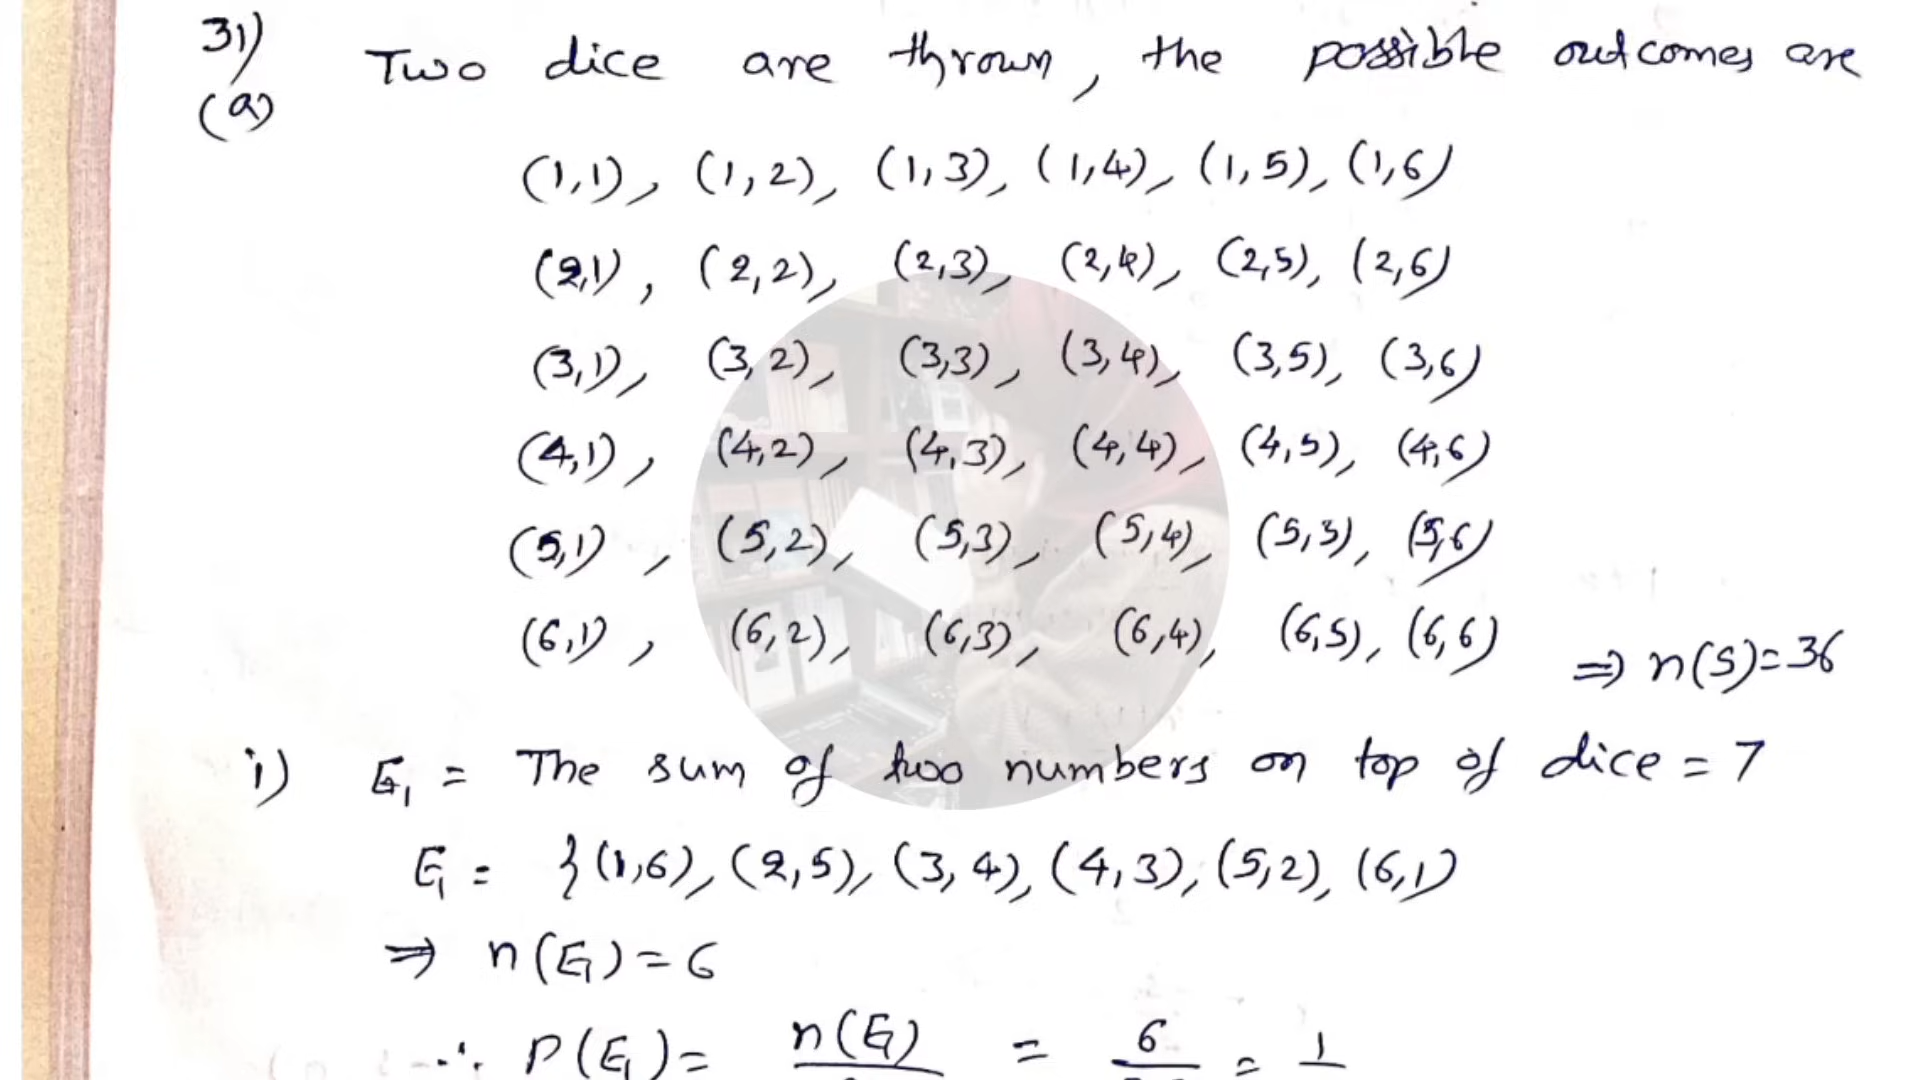 31)
(a) Two dice are thrown, the possible outcomes are
(1,1), (1,2), (1,3), (1,4), (1,5), (1,6)
(2,1), (2,2), (2,3), (2,4), (2,5), (2,6)
(3,1), (3,2), (3,3), (3,4), (3,5), (3,6)
(4,1), (4,2), (4,3), (4,4), (4,5), (4,6)
(5,1), (5,2), (5,3), (5,4), (5,5), (5,6)
(6,1), (6,2), (6,3), (6,4), (6,5), (6,6) ⇒ n(S)=36
i) E₁ = The sum of two numbers on top of dice = 7
E₁ = {(1,6), (2,5), (3,4), (4,3), (5,2), (6,1)
⇒ n(E₁)=6
∴ P(E₁)= n(E₁) = 6 = 1